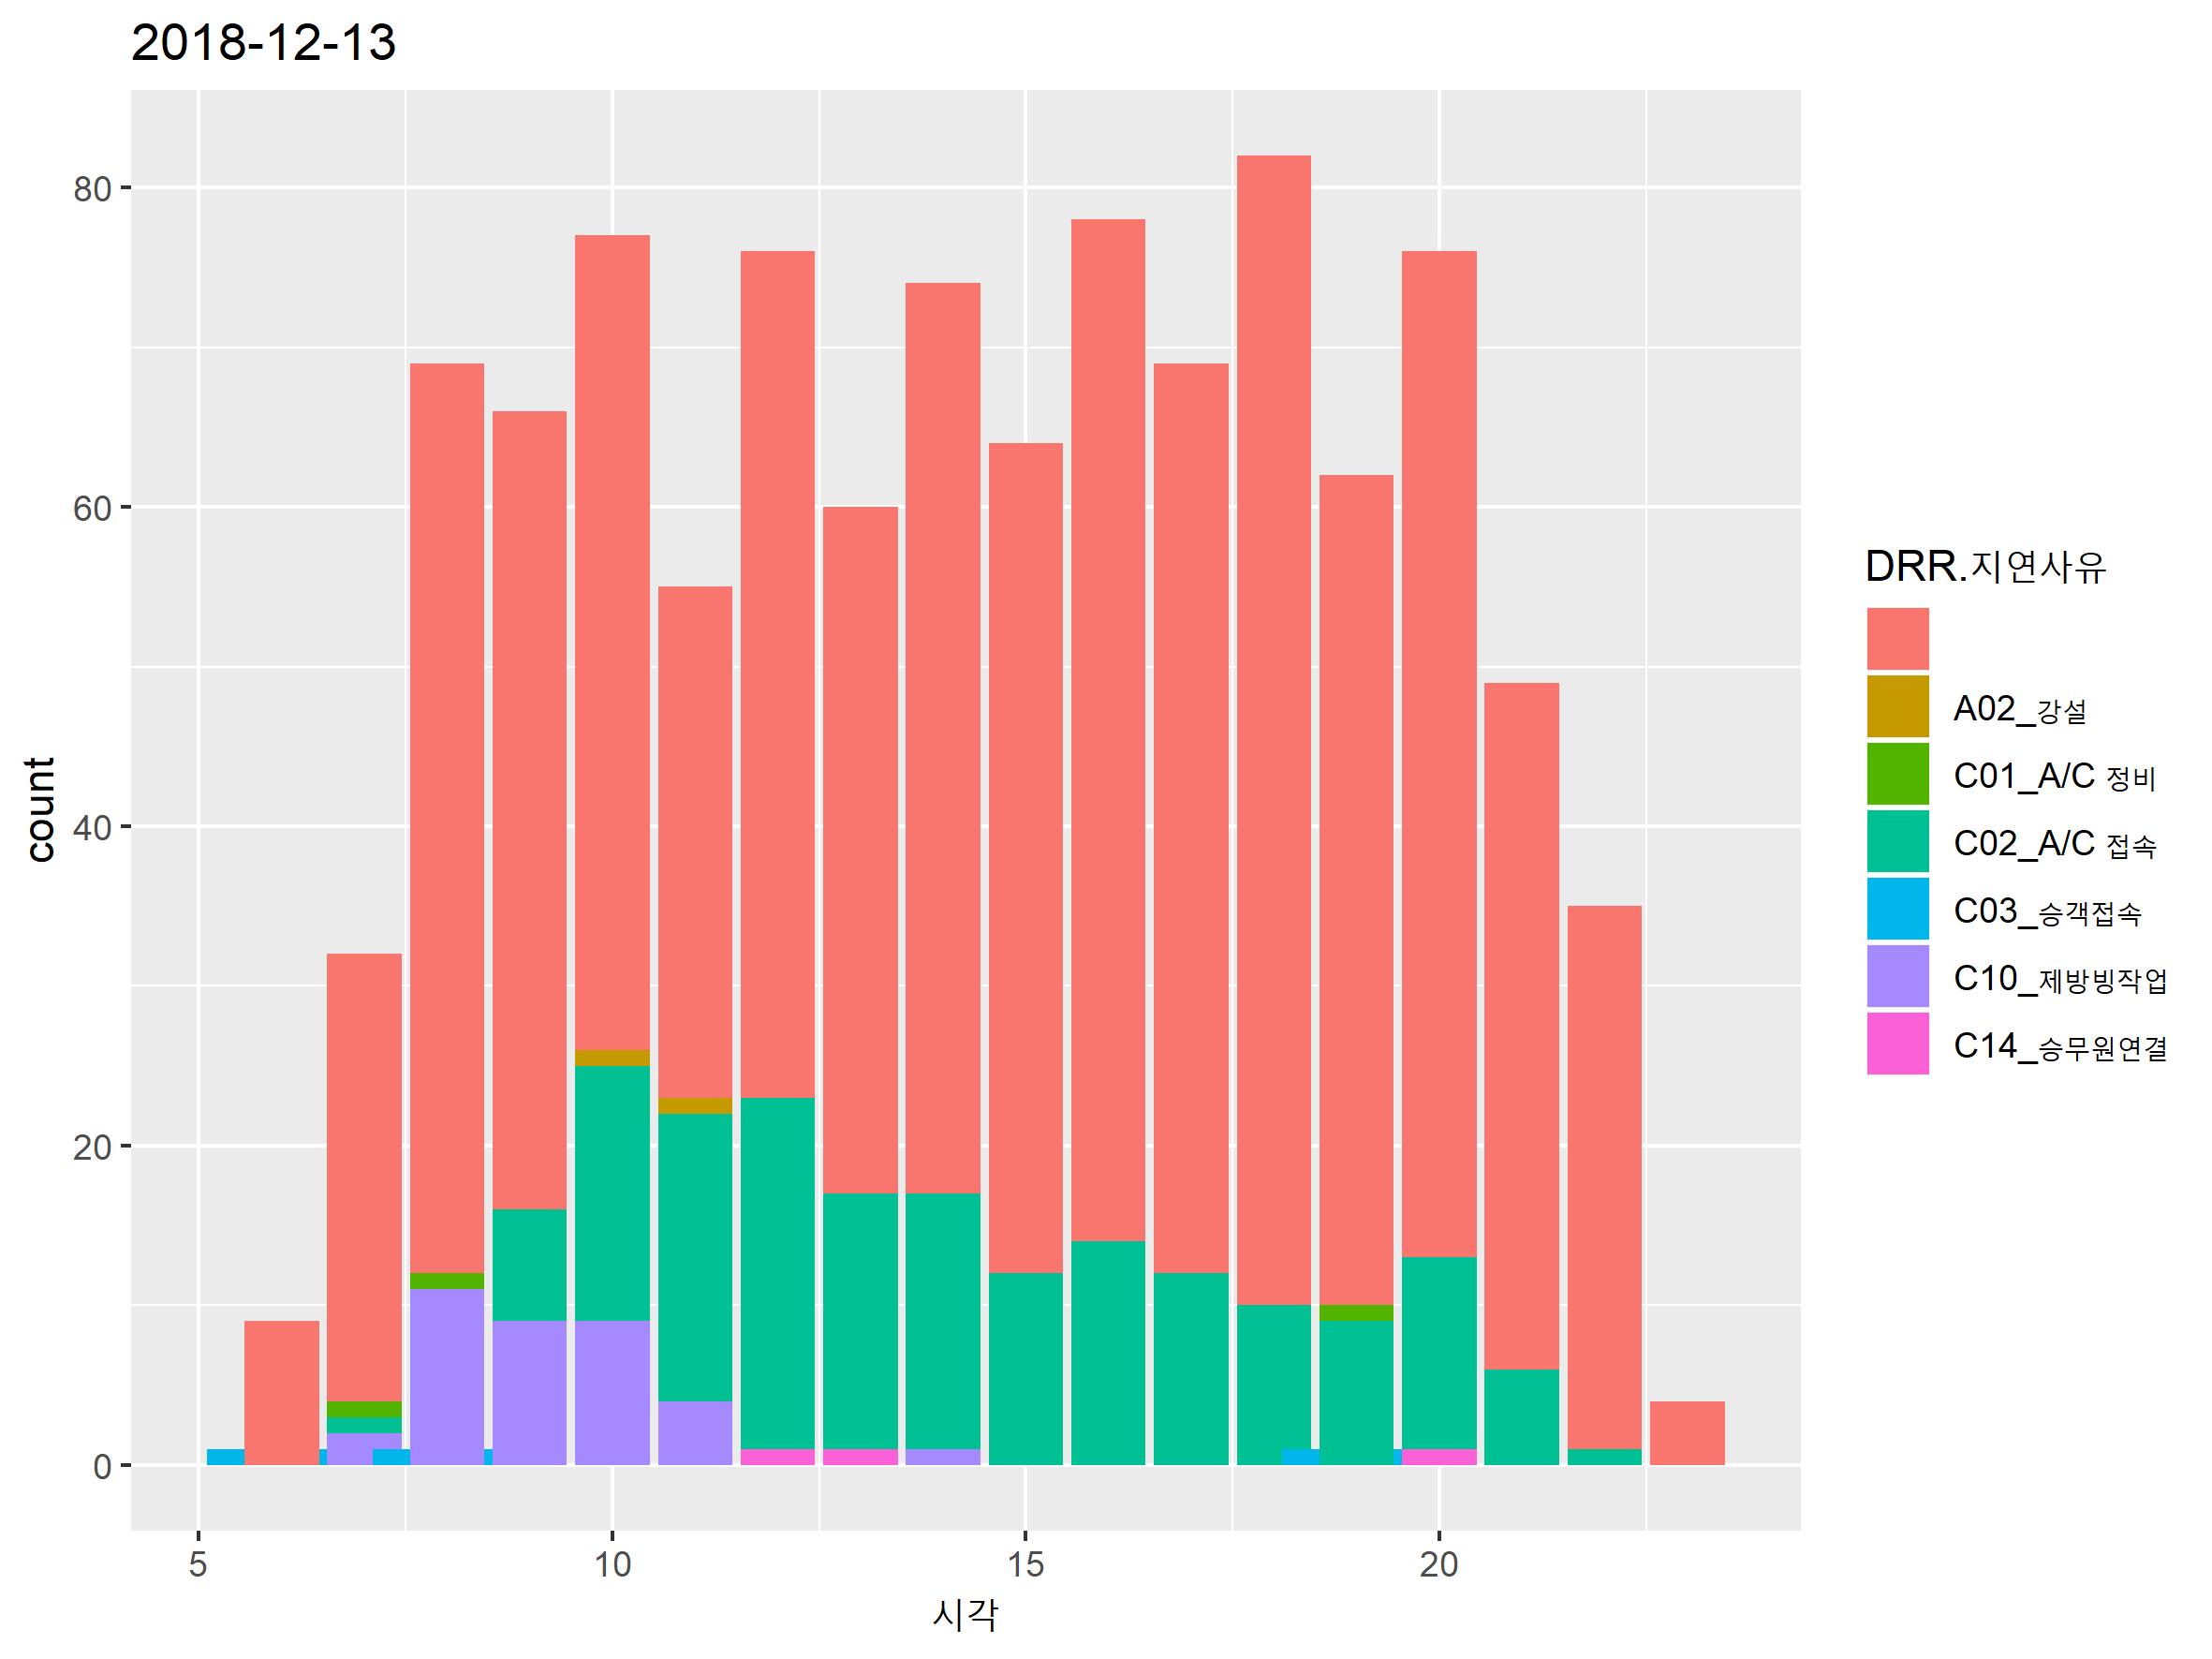 2018-12-13
80
60
40
20
0
count
5 10 15 20
시각
DRR.지연사유
A02_강설
C01_A/C 정비
C02_A/C 접속
C03_승객접속
C10_제방빙작업
C14_승무원연결